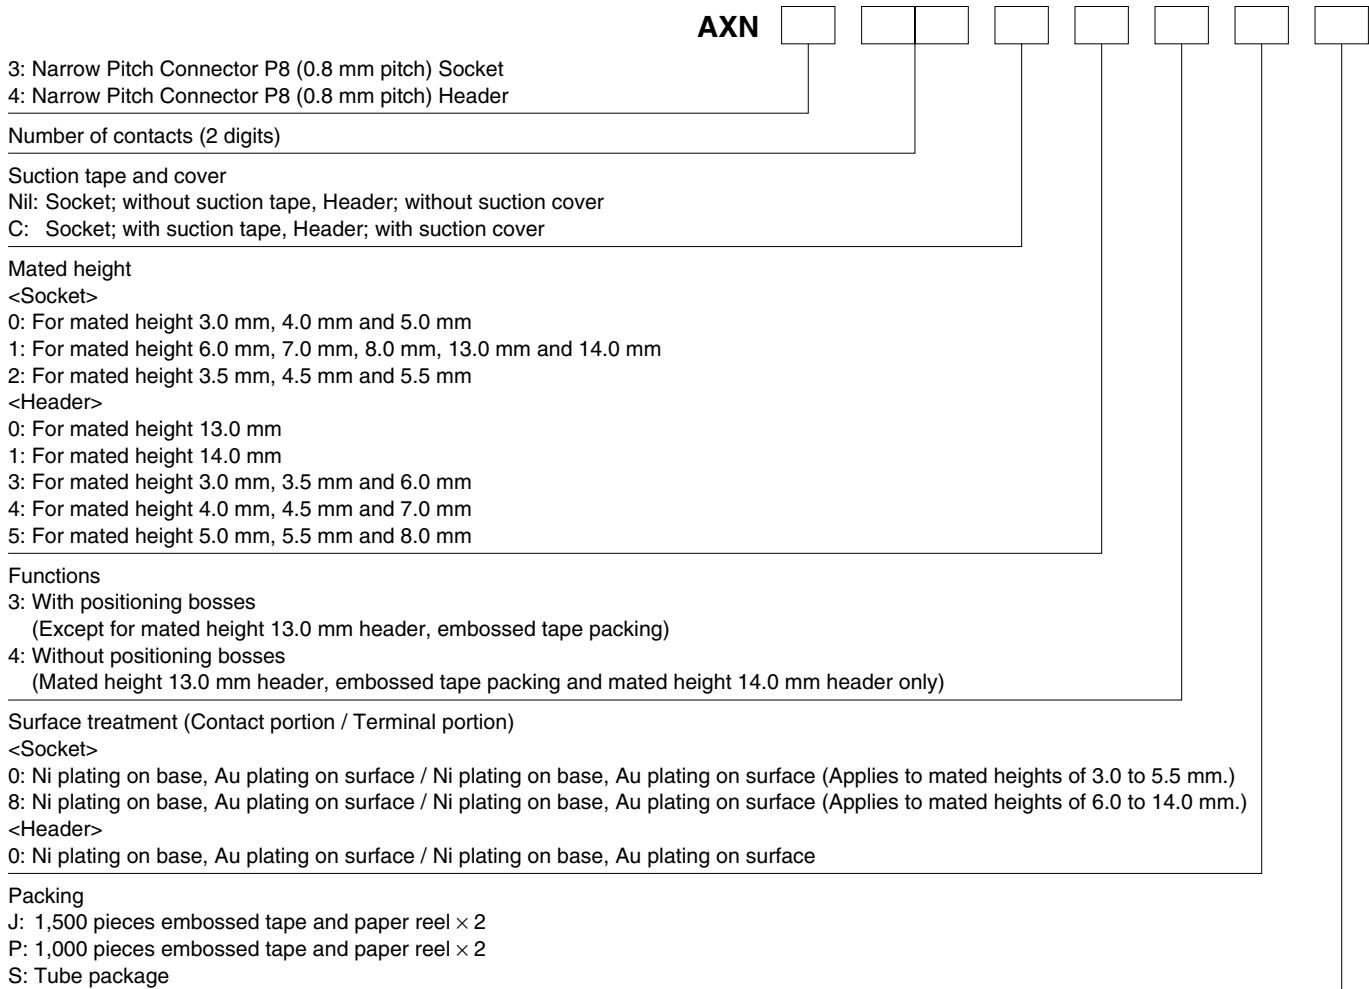 AXN
3: Narrow Pitch Connector P8 (0.8 mm pitch) Socket
4: Narrow Pitch Connector P8 (0.8 mm pitch) Header
Number of contacts (2 digits)
Suction tape and cover
Nil: Socket; without suction tape, Header; without suction cover
C: Socket; with suction tape, Header; with suction cover
Mated height
<Socket>
0: For mated height 3.0 mm, 4.0 mm and 5.0 mm
1: For mated height 6.0 mm, 7.0 mm, 8.0 mm, 13.0 mm and 14.0 mm
2: For mated height 3.5 mm, 4.5 mm and 5.5 mm
<Header>
0: For mated height 13.0 mm
1: For mated height 14.0 mm
3: For mated height 3.0 mm, 3.5 mm and 6.0 mm
4: For mated height 4.0 mm, 4.5 mm and 7.0 mm
5: For mated height 5.0 mm, 5.5 mm and 8.0 mm
Functions
3: With positioning bosses
(Except for mated height 13.0 mm header, embossed tape packing)
4: Without positioning bosses
(Mated height 13.0 mm header, embossed tape packing and mated height 14.0 mm header only)
Surface treatment (Contact portion / Terminal portion)
<Socket>
0: Ni plating on base, Au plating on surface / Ni plating on base, Au plating on surface (Applies to mated heights of 3.0 to 5.5 mm.)
8: Ni plating on base, Au plating on surface / Ni plating on base, Au plating on surface (Applies to mated heights of 6.0 to 14.0 mm.)
<Header>
0: Ni plating on base, Au plating on surface / Ni plating on base, Au plating on surface
Packing
J: 1,500 pieces embossed tape and paper reel × 2
P: 1,000 pieces embossed tape and paper reel × 2
S: Tube package